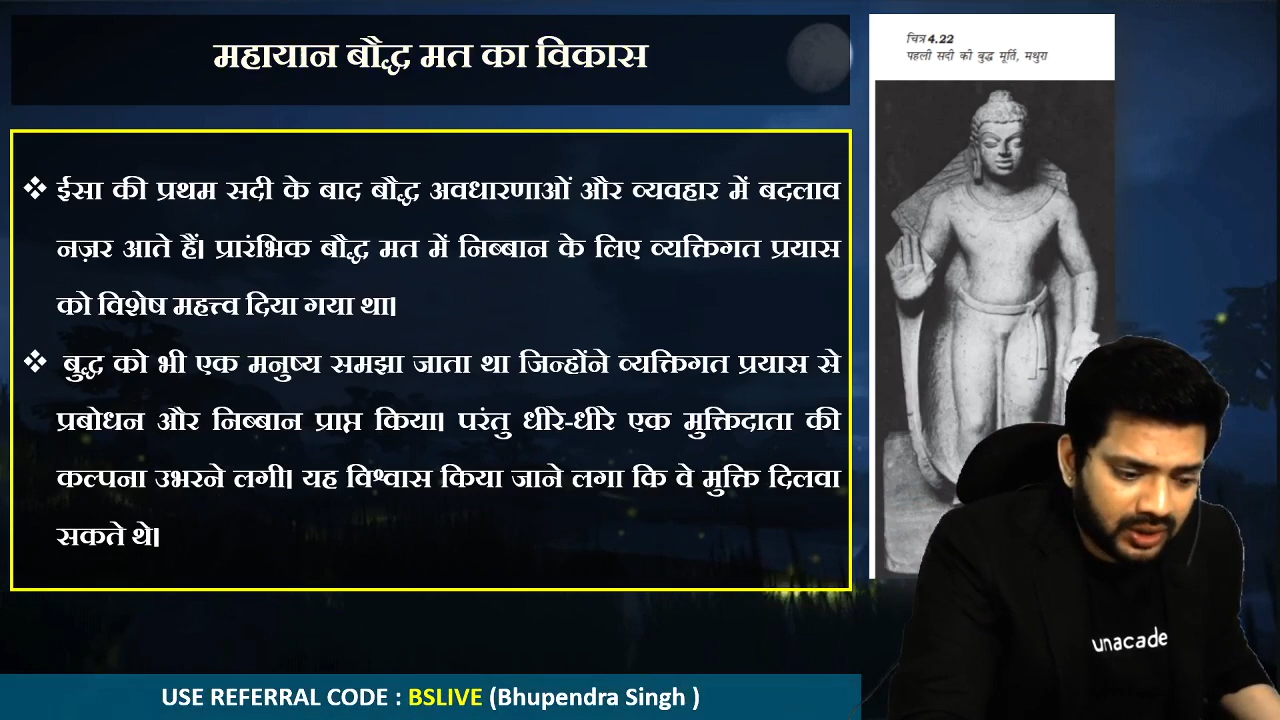 महायान बौद्ध मत का विकास
चित्र 4.22
पहली सदी की बुद्ध मूर्ति, मथुरा
❖ ईसा की प्रथम सदी के बाद बौद्ध अवधारणाओं और व्यवहार में बदलाव
नज़र आते हैं। प्रारंभिक बौद्ध मत में निब्बान के लिए व्यक्तिगत प्रयास
को विशेष महत्त्व दिया गया था।
❖ बुद्ध को भी एक मनुष्य समझा जाता था जिन्होंने व्यक्तिगत प्रयास से
प्रबोधन और निब्बान प्राप्त किया। परंतु धीरे-धीरे एक मुक्तिदाता की
कल्पना उभरने लगी। यह विश्वास किया जाने लगा कि वे मुक्ति दिलवा
सकते थे।
unacade
USE REFERRAL CODE : BSLIVE (Bhupendra Singh )